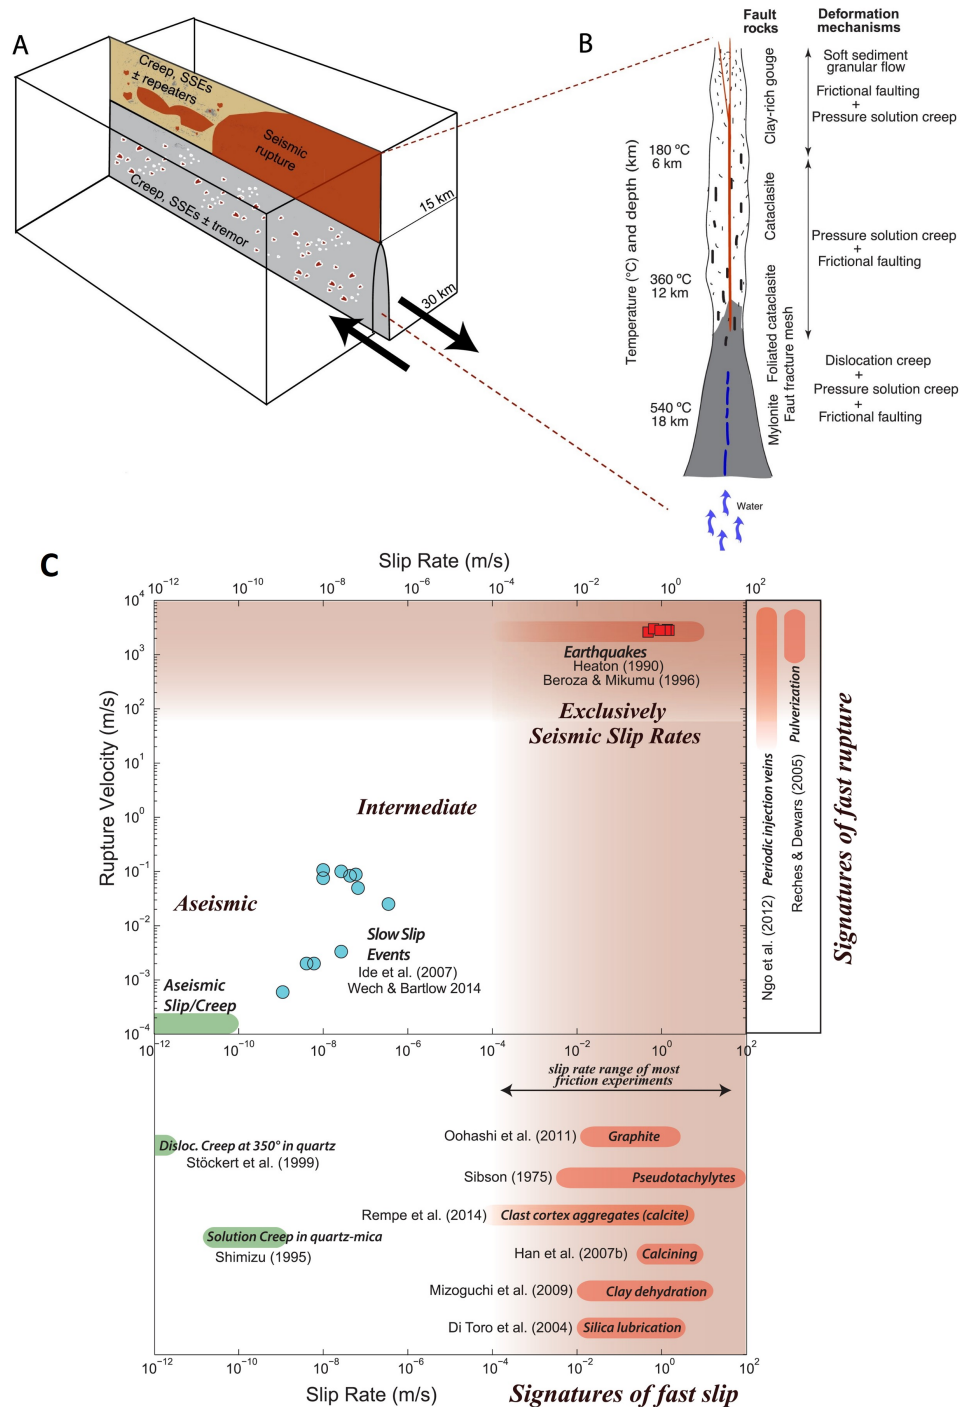 A
Creep, SSEs
± repeaters
Seismic
rupture
Creep, SSEs ± tremor
15 km
30 km
B
Fault
rocks
Deformation
mechanisms
Temperature (°C) and depth (km)
180 ºC
6 km
360 ºC
12 km
540 ºC
18 km
Clay-rich gouge
Cataclasite
Foliated cataclasite
Mylonite
Faut fracture mesh
Soft sediment
granular flow
Frictional faulting
+
Pressure solution creep
Pressure solution creep
+
Frictional faulting
Dislocation creep
+
Pressure solution creep
+
Frictional faulting
Water
C
Slip Rate (m/s)
10⁻¹² 10⁻¹⁰ 10⁻⁸ 10⁻⁶ 10⁻⁴ 10⁻² 10⁰ 10²
Rupture Velocity (m/s)
10⁴
10³
10²
10¹
10⁰
10⁻¹
10⁻²
10⁻³
10⁻⁴
Earthquakes
Heaton (1990)
Beroza & Mikumu (1996)
Exclusively
Seismic Slip Rates
Intermediate
Aseismic
Slow Slip
Events
Ide et al. (2007)
Wech & Bartlow 2014
Aseismic
Slip/Creep
Ngo et al. (2012) Periodic injection veins
Reches & Dewars (2005) Pulverization
Signatures of fast rupture
10⁻¹² 10⁻¹⁰ 10⁻⁸ 10⁻⁶ 10⁻⁴ 10⁻² 10⁰ 10²
slip rate range of most
friction experiments
Disloc. Creep at 350° in quartz
Stöckert et al. (1999)
Solution Creep in quartz-mica
Shimizu (1995)
Oohashi et al. (2011) Graphite
Sibson (1975) Pseudotachylytes
Rempe et al. (2014) Clast cortex aggregates (calcite)
Han et al. (2007b) Calcining
Mizoguchi et al. (2009) Clay dehydration
Di Toro et al. (2004) Silica lubrication
10⁻¹² 10⁻¹⁰ 10⁻⁸ 10⁻⁶ 10⁻⁴ 10⁻² 10⁰ 10²
Slip Rate (m/s)
Signatures of fast slip